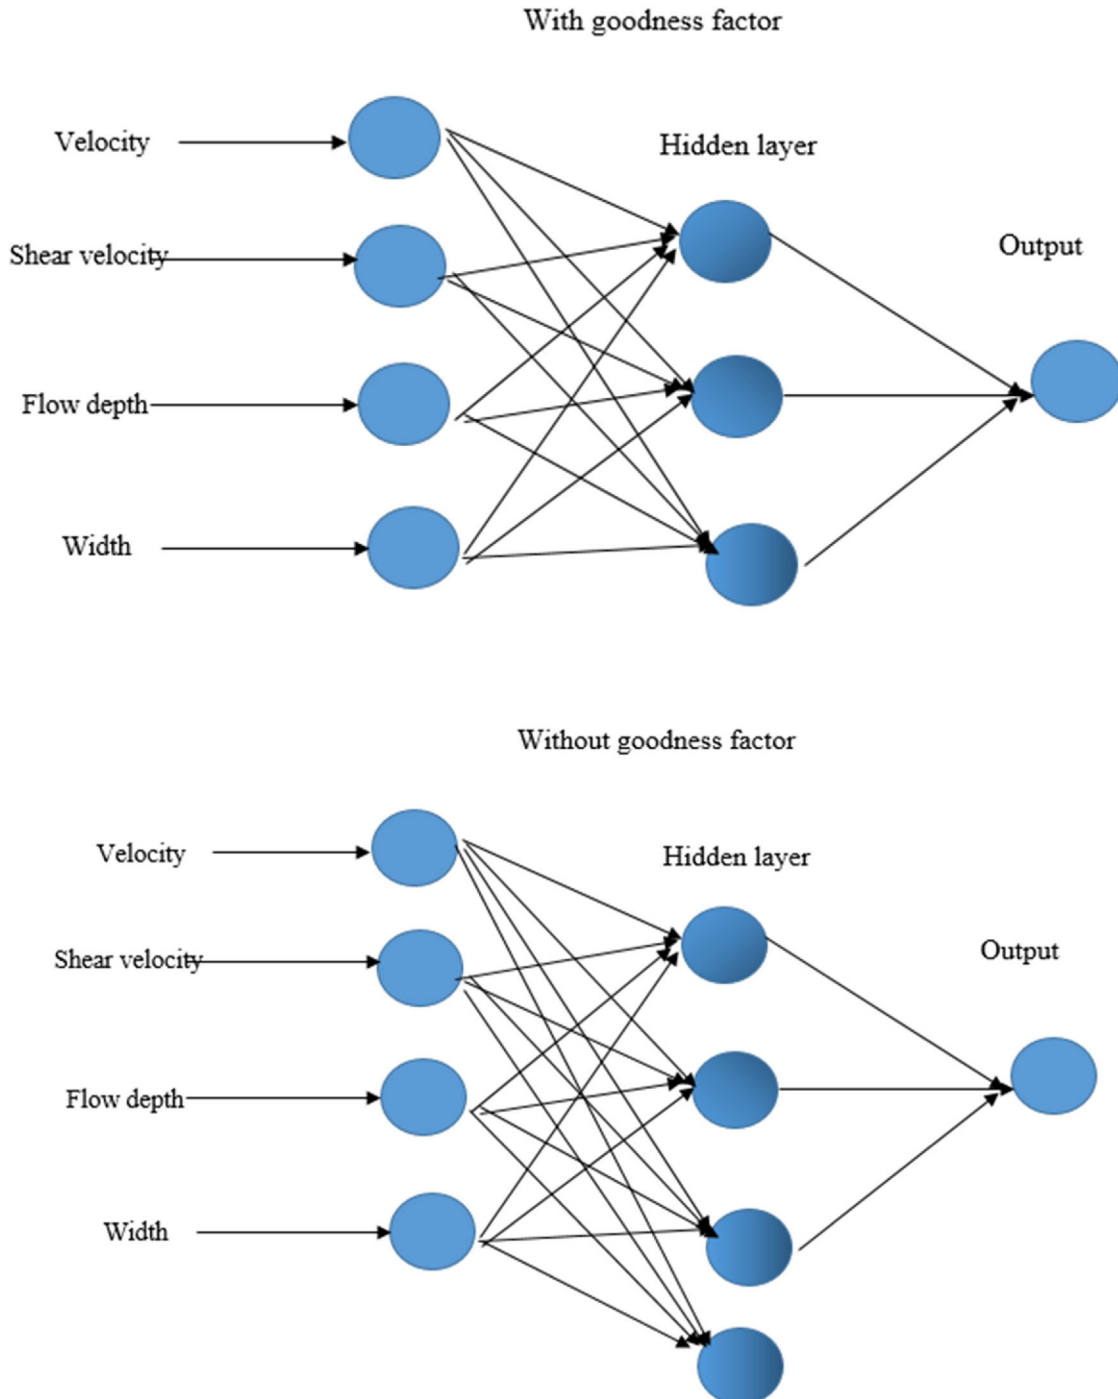 With goodness factor
Velocity
Hidden layer
Shear velocity
Output
Flow depth
Width
Without goodness factor
Velocity
Hidden layer
Shear velocity
Output
Flow depth
Width